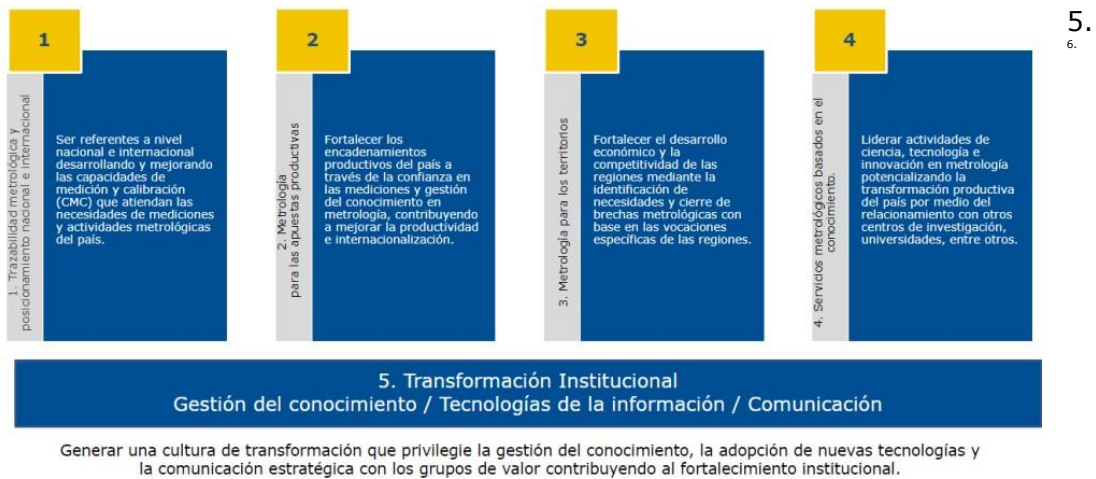 1
1. Trazabilidad metrológica y
posicionamiento nacional e internacional
Ser referentes a nivel
nacional e internacional
desarrollando y mejorando
las capacidades de
medición y calibración
(CMC) que atiendan las
necesidades de mediciones
y actividades metrológicas
del país.
2
2. Metrología
para las apuestas productivas
Fortalecer los
encadenamientos
productivos del país a
través de la confianza en
las mediciones y gestión
del conocimiento en
metrología, contribuyendo
a mejorar la productividad
e internacionalización.
3
3. Metrología para los territorios
Fortalecer el desarrollo
económico y la
competitividad de las
regiones mediante la
identificación de
necesidades y cierre de
brechas metrológicas con
base en las vocaciones
específicas de las regiones.
4
4. Servicios metrológicos basados en el
conocimiento.
Liderar actividades de
ciencia, tecnología e
innovación en metrología
potencializando la
transformación productiva
del país por medio del
relacionamiento con otros
centros de investigación,
universidades, entre otros.
5.
6.
5. Transformación Institucional
Gestión del conocimiento / Tecnologías de la información / Comunicación
Generar una cultura de transformación que privilegie la gestión del conocimiento, la adopción de nuevas tecnologías y
la comunicación estratégica con los grupos de valor contribuyendo al fortalecimiento institucional.